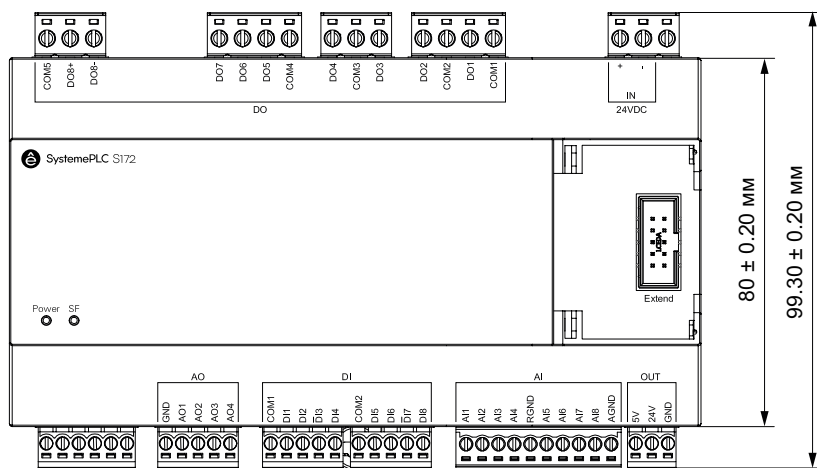 COM5 DO8+ DO8- DO7 DO6 DO5 COM4 DO4 COM3 DO3 DO2 COM2 DO1 COM1 + -
DO IN
24VDC
ê SystemePLC S172
80 ± 0.20 мм
99.30 ± 0.20 мм
Extend
Power SF
AO DI AI OUT
GND AO1 AO2 AO3 AO4 COM1 DI1 DI2 DI3 DI4 COM2 DI5 DI6 DI7 DI8 AI1 AI2 AI3 AI4 RGND AI5 AI6 AI7 AI8 AGND 5V 24V GND